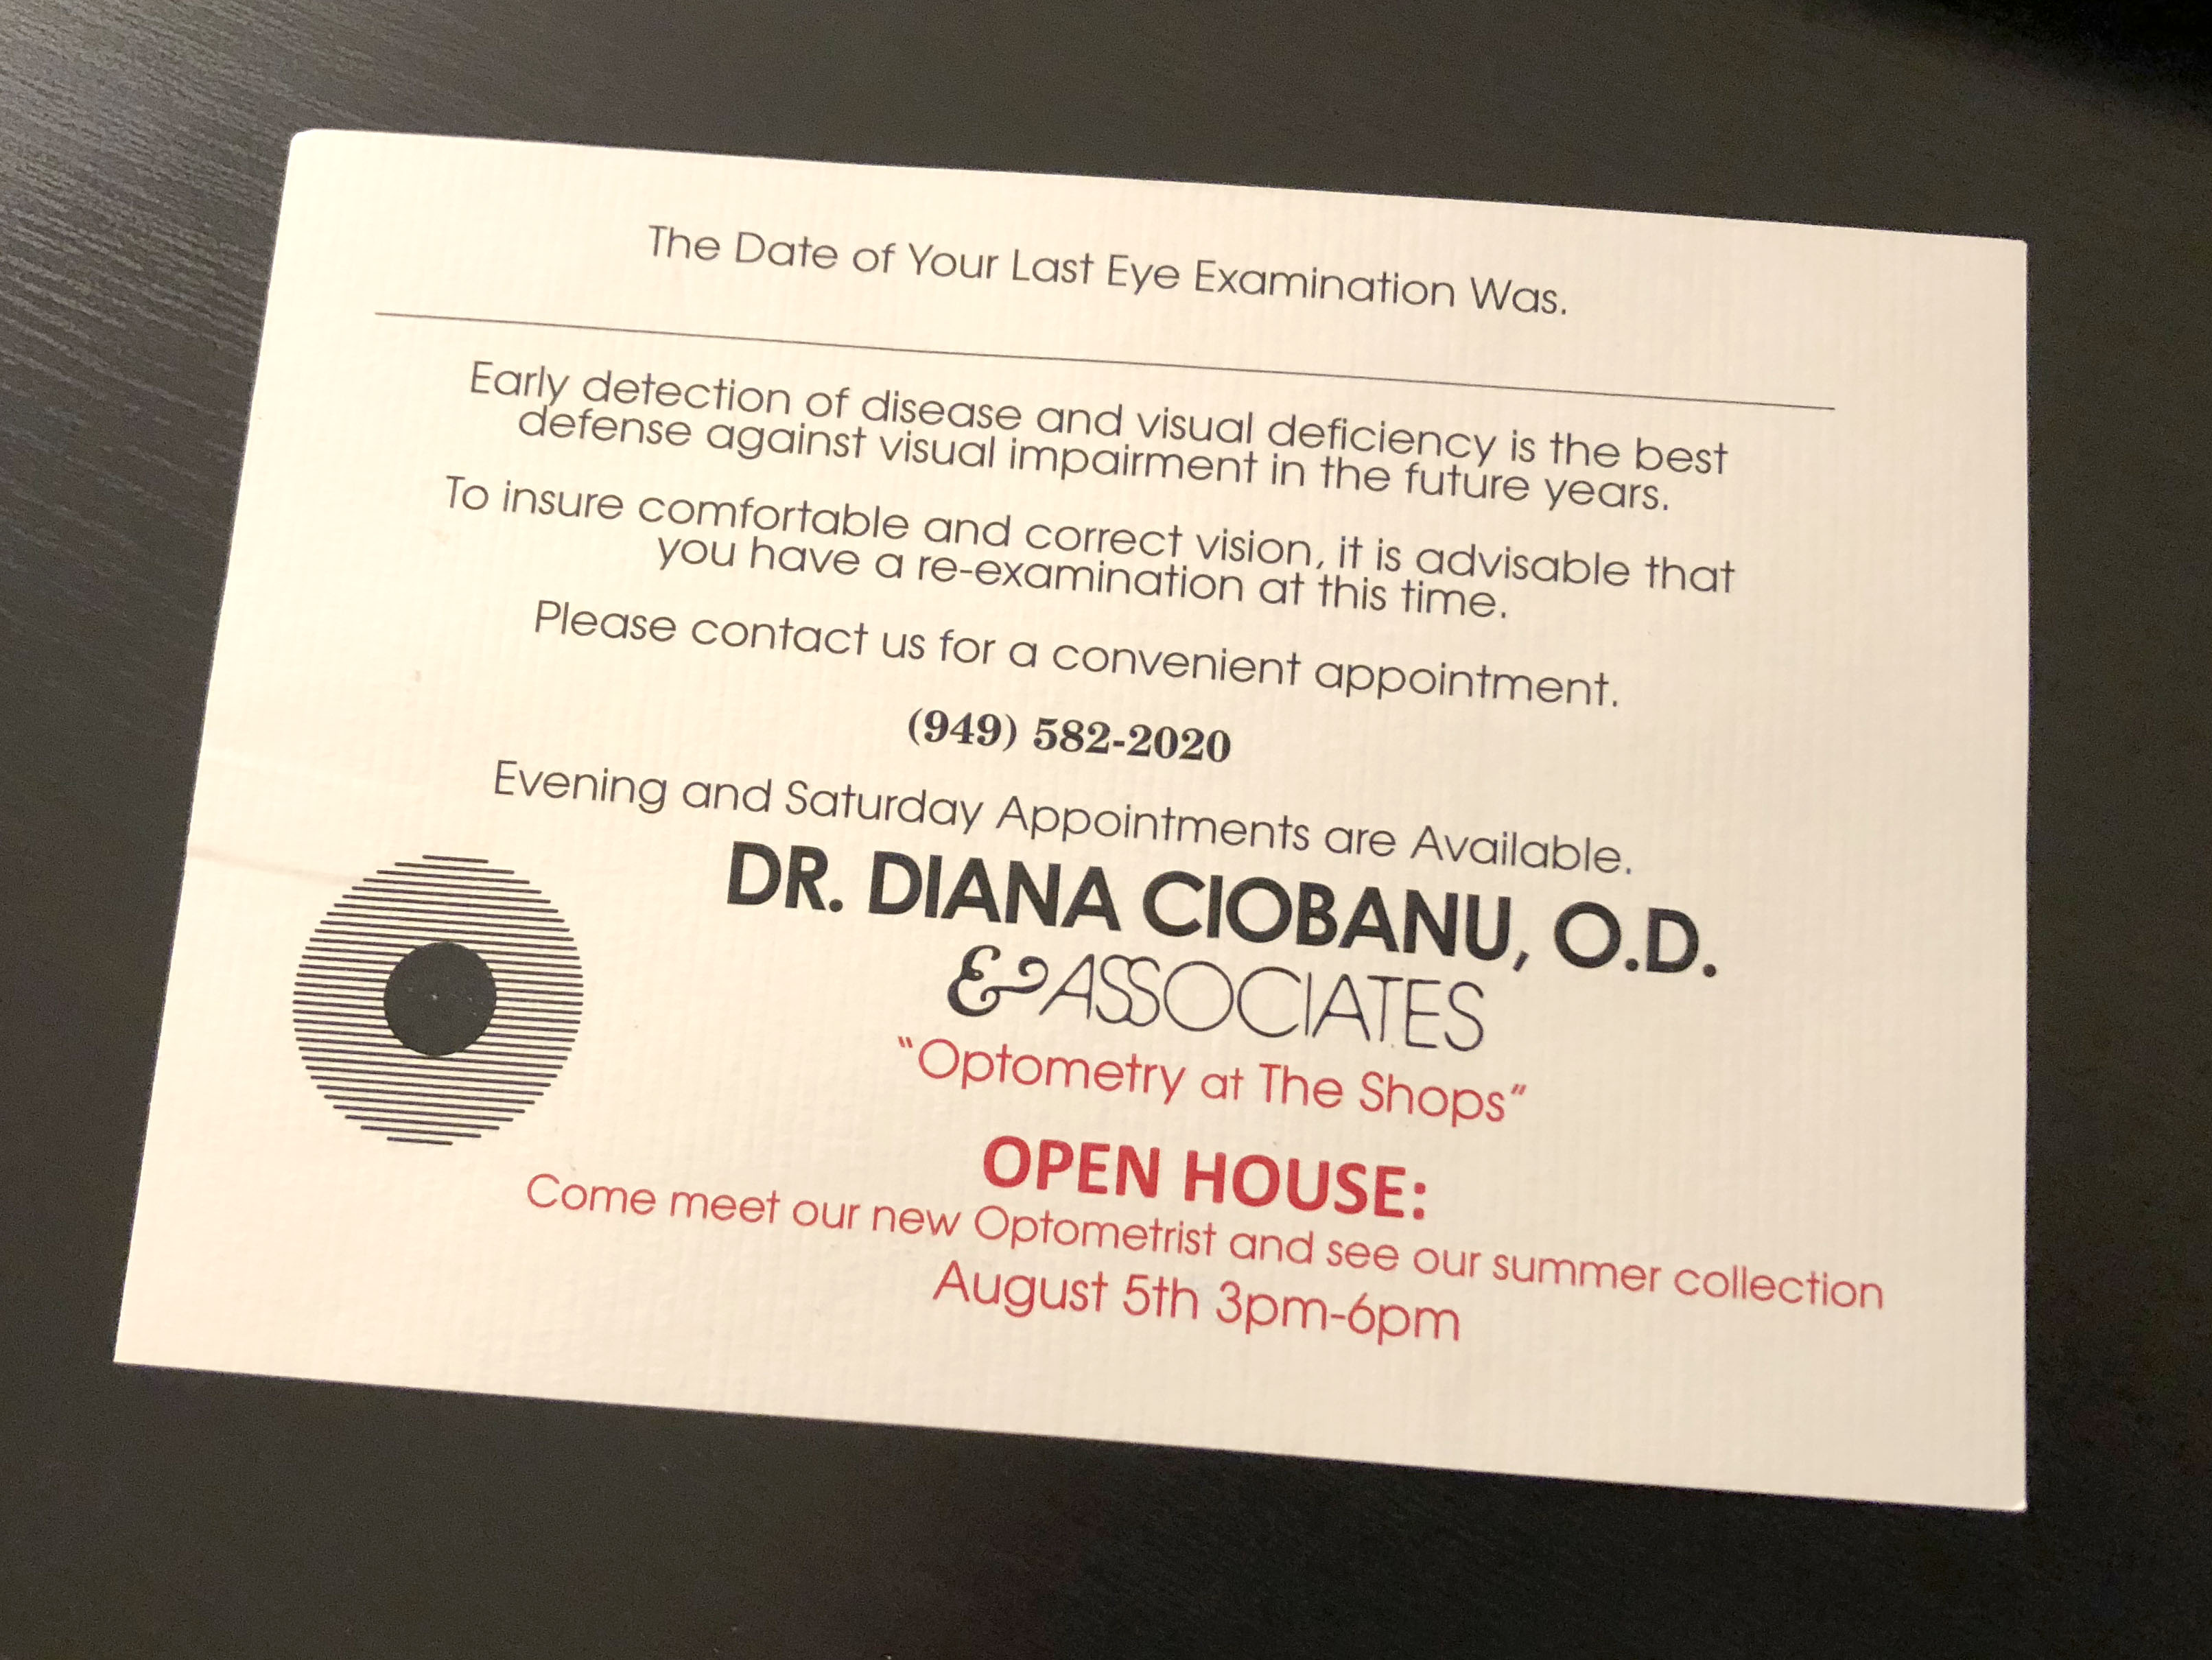 The Date of Your Last Eye Examination Was.
Early detection of disease and visual deficiency is the best
defense against visual impairment in the future years.
To insure comfortable and correct vision, it is advisable that
you have a re-examination at this time.
Please contact us for a convenient appointment.
(949) 582-2020
Evening and Saturday Appointments are Available.
DR. DIANA CIOBANU, O.D.
& ASSOCIATES
"Optometry at The Shops"
OPEN HOUSE:
Come meet our new Optometrist and see our summer collection
August 5th 3pm-6pm